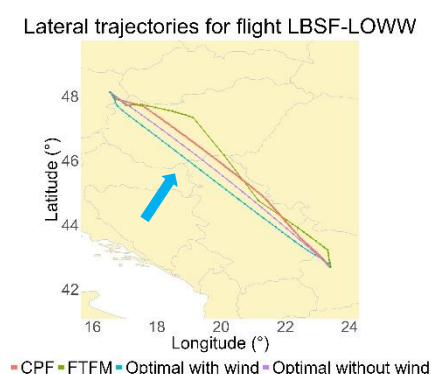 Lateral trajectories for flight LBSF-LOWW
48
46
44
42
Latitude (°)
16 18 20 22 24
Longitude (°)
CPF FTFM Optimal with wind Optimal without wind